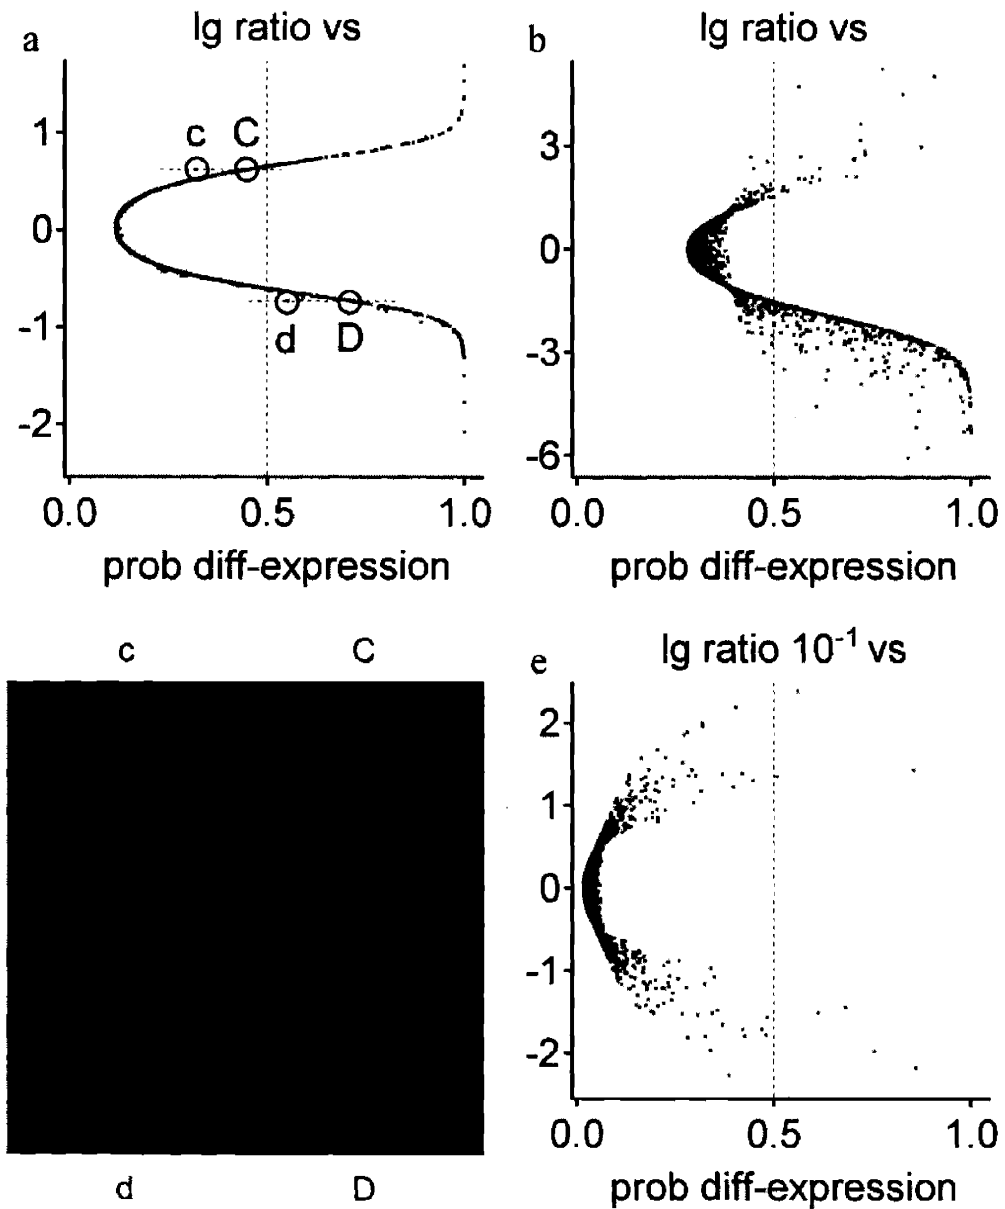 a
lg ratio vs
c C
1
0
-1
-2
d D
0.0 0.5 1.0
prob diff-expression
b
lg ratio vs
3
0
-3
-6
0.0 0.5 1.0
prob diff-expression
c C
d D
e
lg ratio 10⁻¹ vs
2
1
0
-1
-2
0.0 0.5 1.0
prob diff-expression